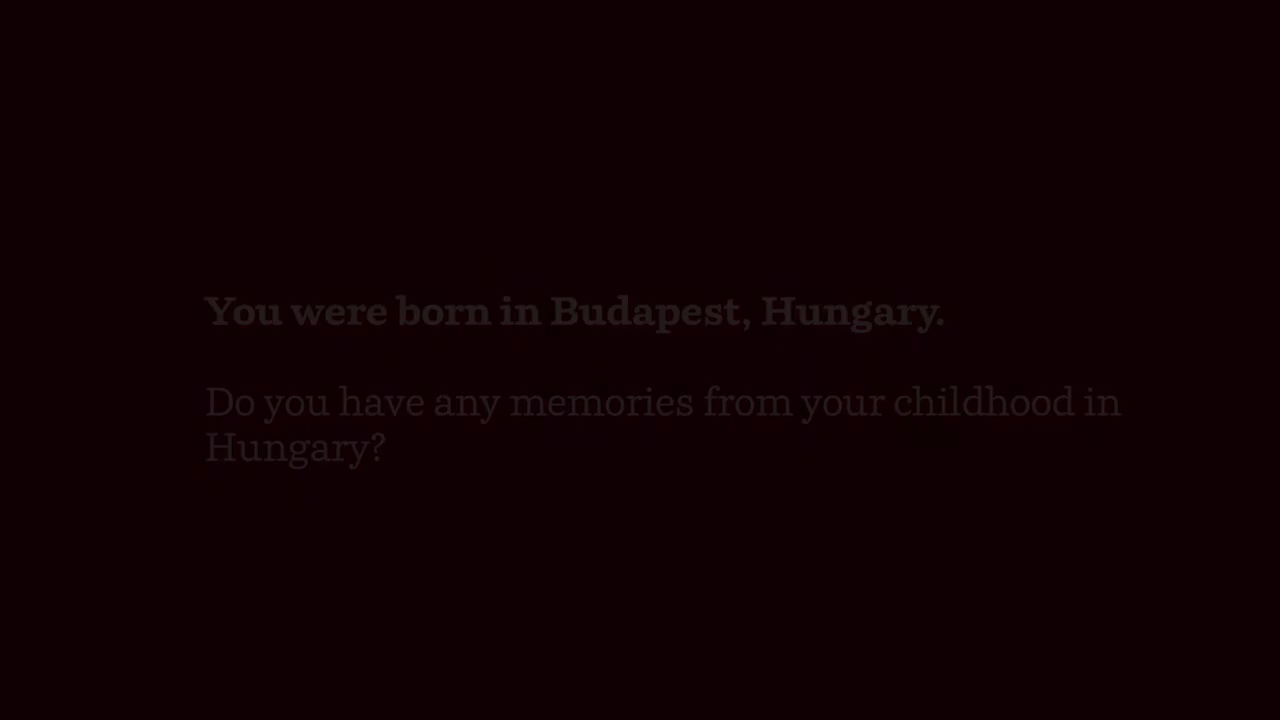 You were born in Budapest, Hungary.
Do you have any memories from your childhood in
Hungary?